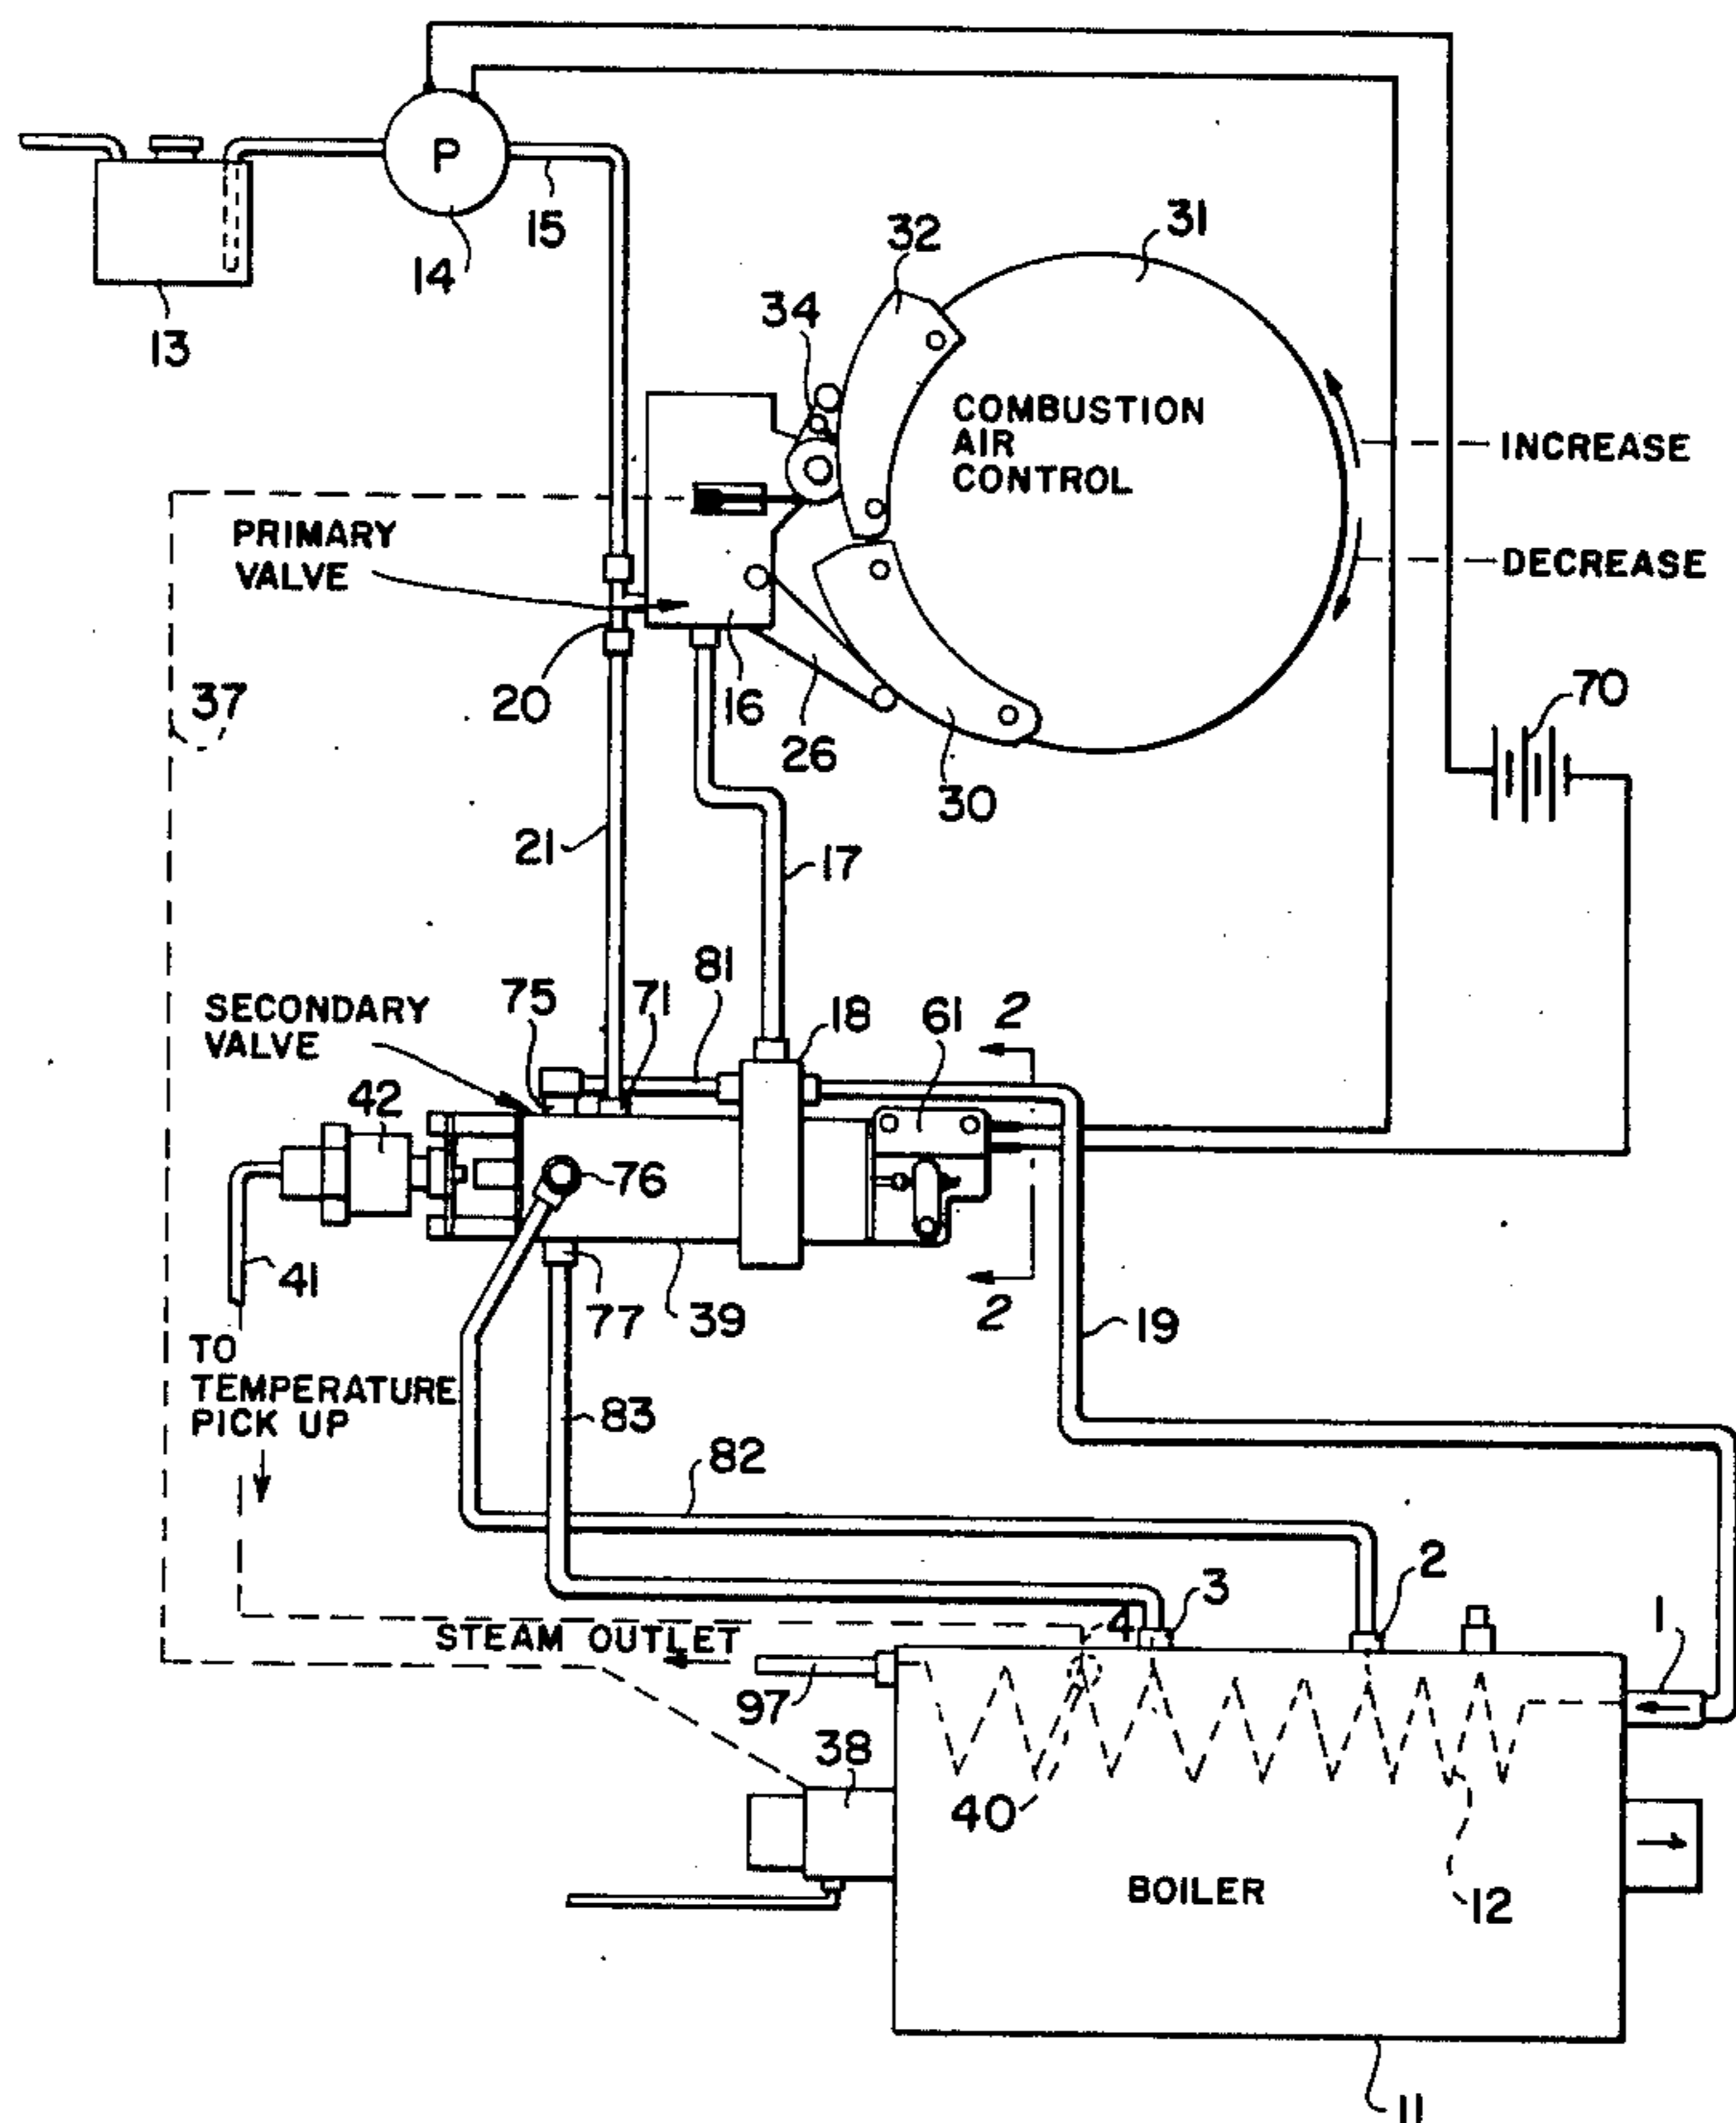 P
15
14
13
31
32
34
COMBUSTION
AIR
CONTROL
INCREASE
DECREASE
PRIMARY
VALVE
37
20
16
26
30
70
21
17
81
75
71
18
61
2
SECONDARY
VALVE
42
76
41
77
39
2
19
TO
TEMPERATURE
PICK UP
83
82
3
2
1
4
STEAM OUTLET
97
38
40
12
BOILER
11